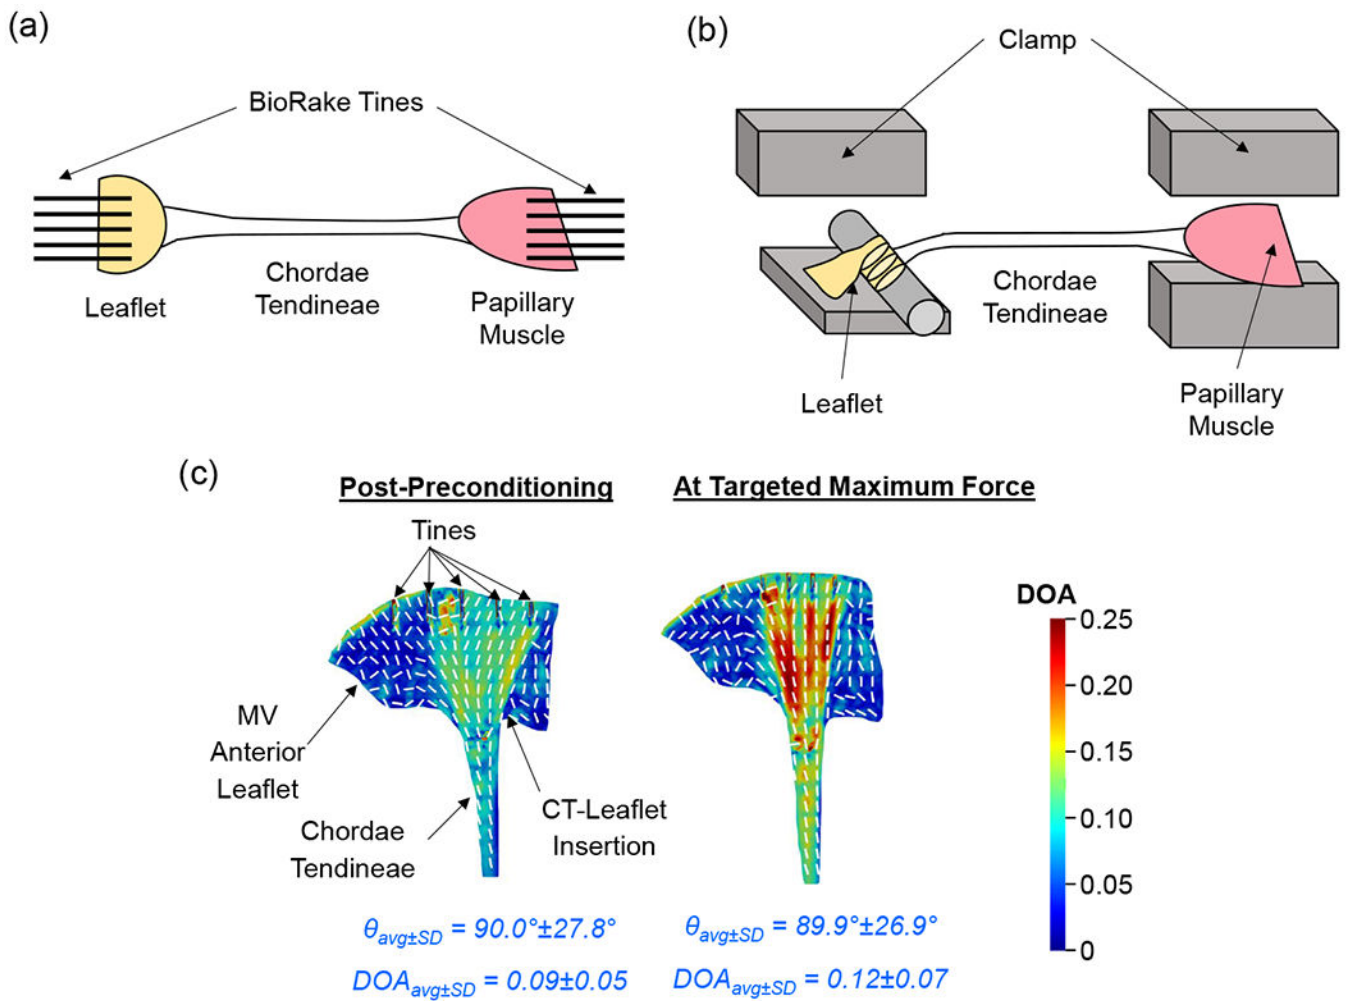 (a)
BioRake Tines
Leaflet
Chordae
Tendineae
Papillary
Muscle
(b)
Clamp
Leaflet
Chordae
Tendineae
Papillary
Muscle
(c)
Post-Preconditioning
At Targeted Maximum Force
Tines
MV
Anterior
Leaflet
Chordae
Tendineae
CT-Leaflet
Insertion
DOA
0.25
0.20
0.15
0.10
0.05
0
θavg±SD = 90.0°±27.8°
θavg±SD = 89.9°±26.9°
DOAavg±SD = 0.09±0.05
DOAavg±SD = 0.12±0.07